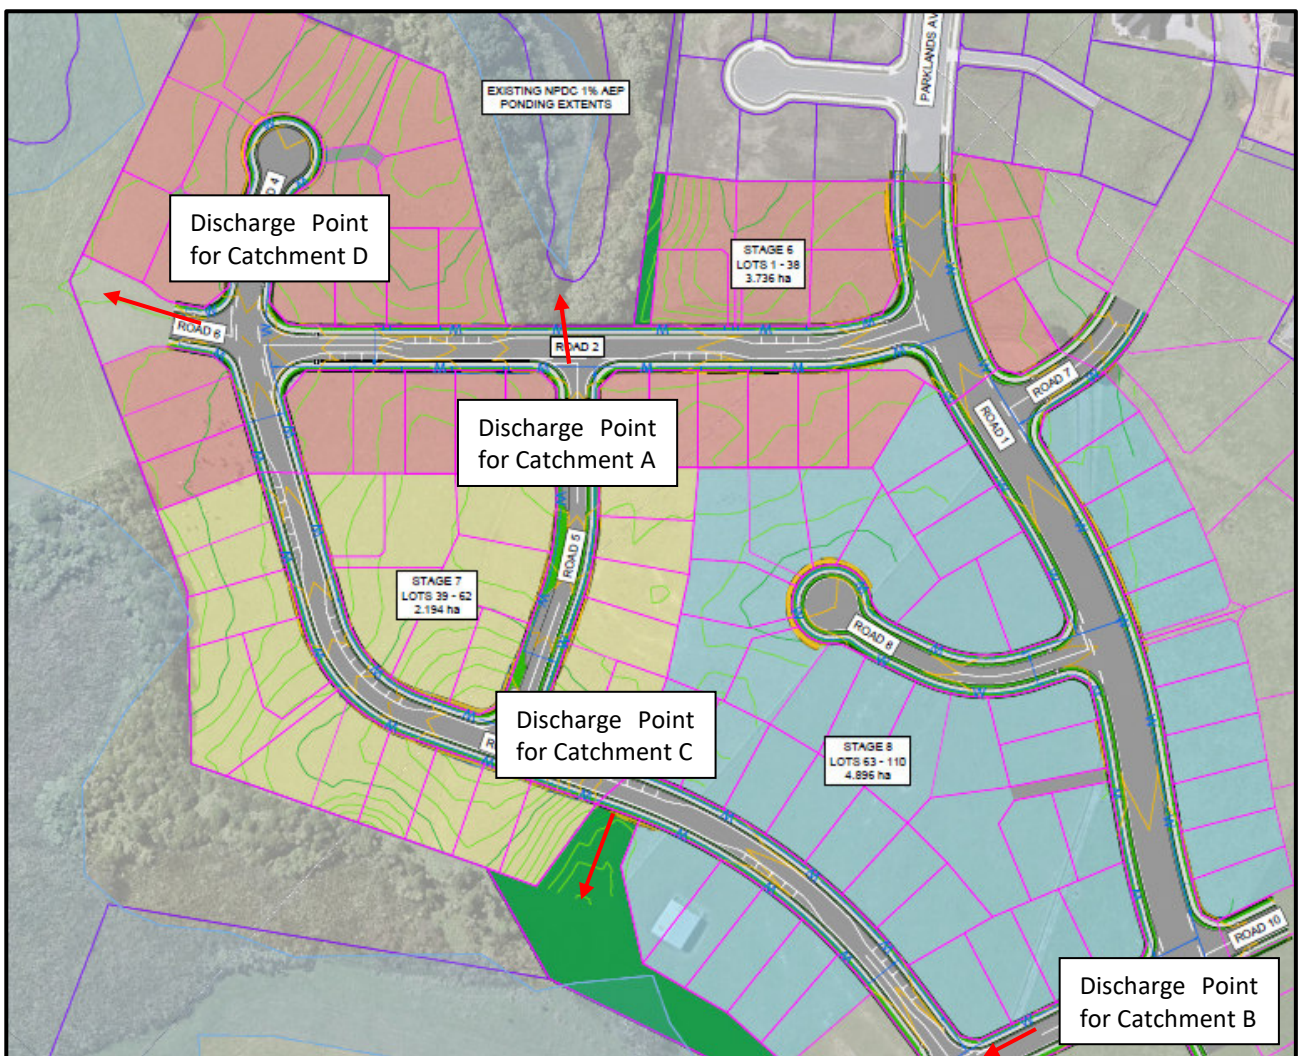 PARKLANDS AV
EXISTING NPDC 1% AEP
PONDING EXTENTS
D 4
Discharge Point
for Catchment D
STAGE 6
LOTS 1 - 38
3.736 ha
ROAD 6
ROAD 2
ROAD 7
ROAD 1
Discharge Point
for Catchment A
ROAD 5
STAGE 7
LOTS 39 - 62
2.194 ha
ROAD 8
Discharge Point
for Catchment C
STAGE 8
LOTS 63 - 110
4.896 ha
ROAD 10
Discharge Point
for Catchment B